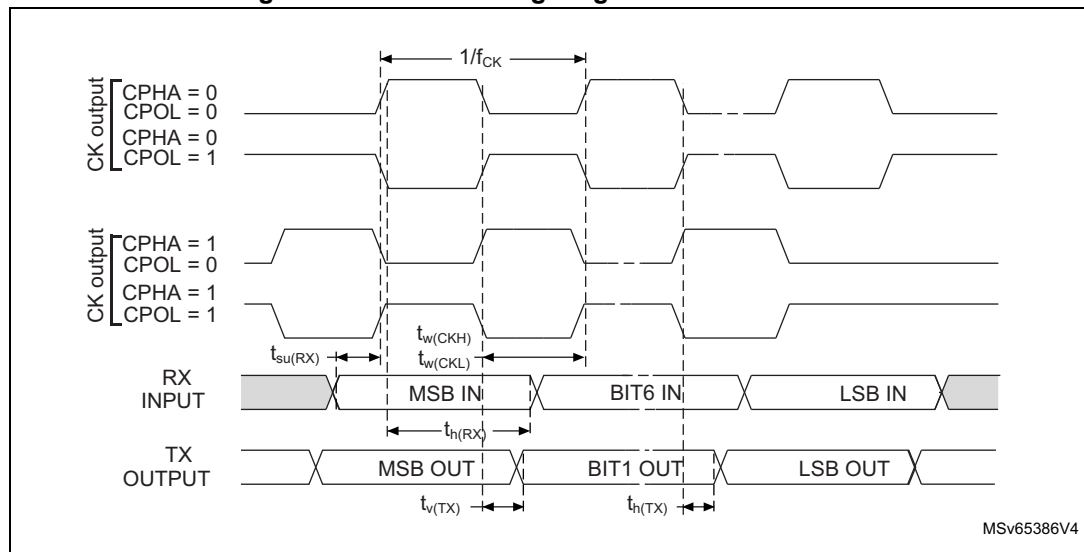 1/fCK
CK output
CPHA = 0
CPOL = 0
CPHA = 0
CPOL = 1
CK output
CPHA = 1
CPOL = 0
CPHA = 1
CPOL = 1
tw(CKH)
tw(CKL)
tsu(RX)
RX
INPUT
MSB IN
BIT6 IN
LSB IN
th(RX)
TX
OUTPUT
MSB OUT
BIT1 OUT
LSB OUT
tv(TX)
th(TX)
MSv65386V4